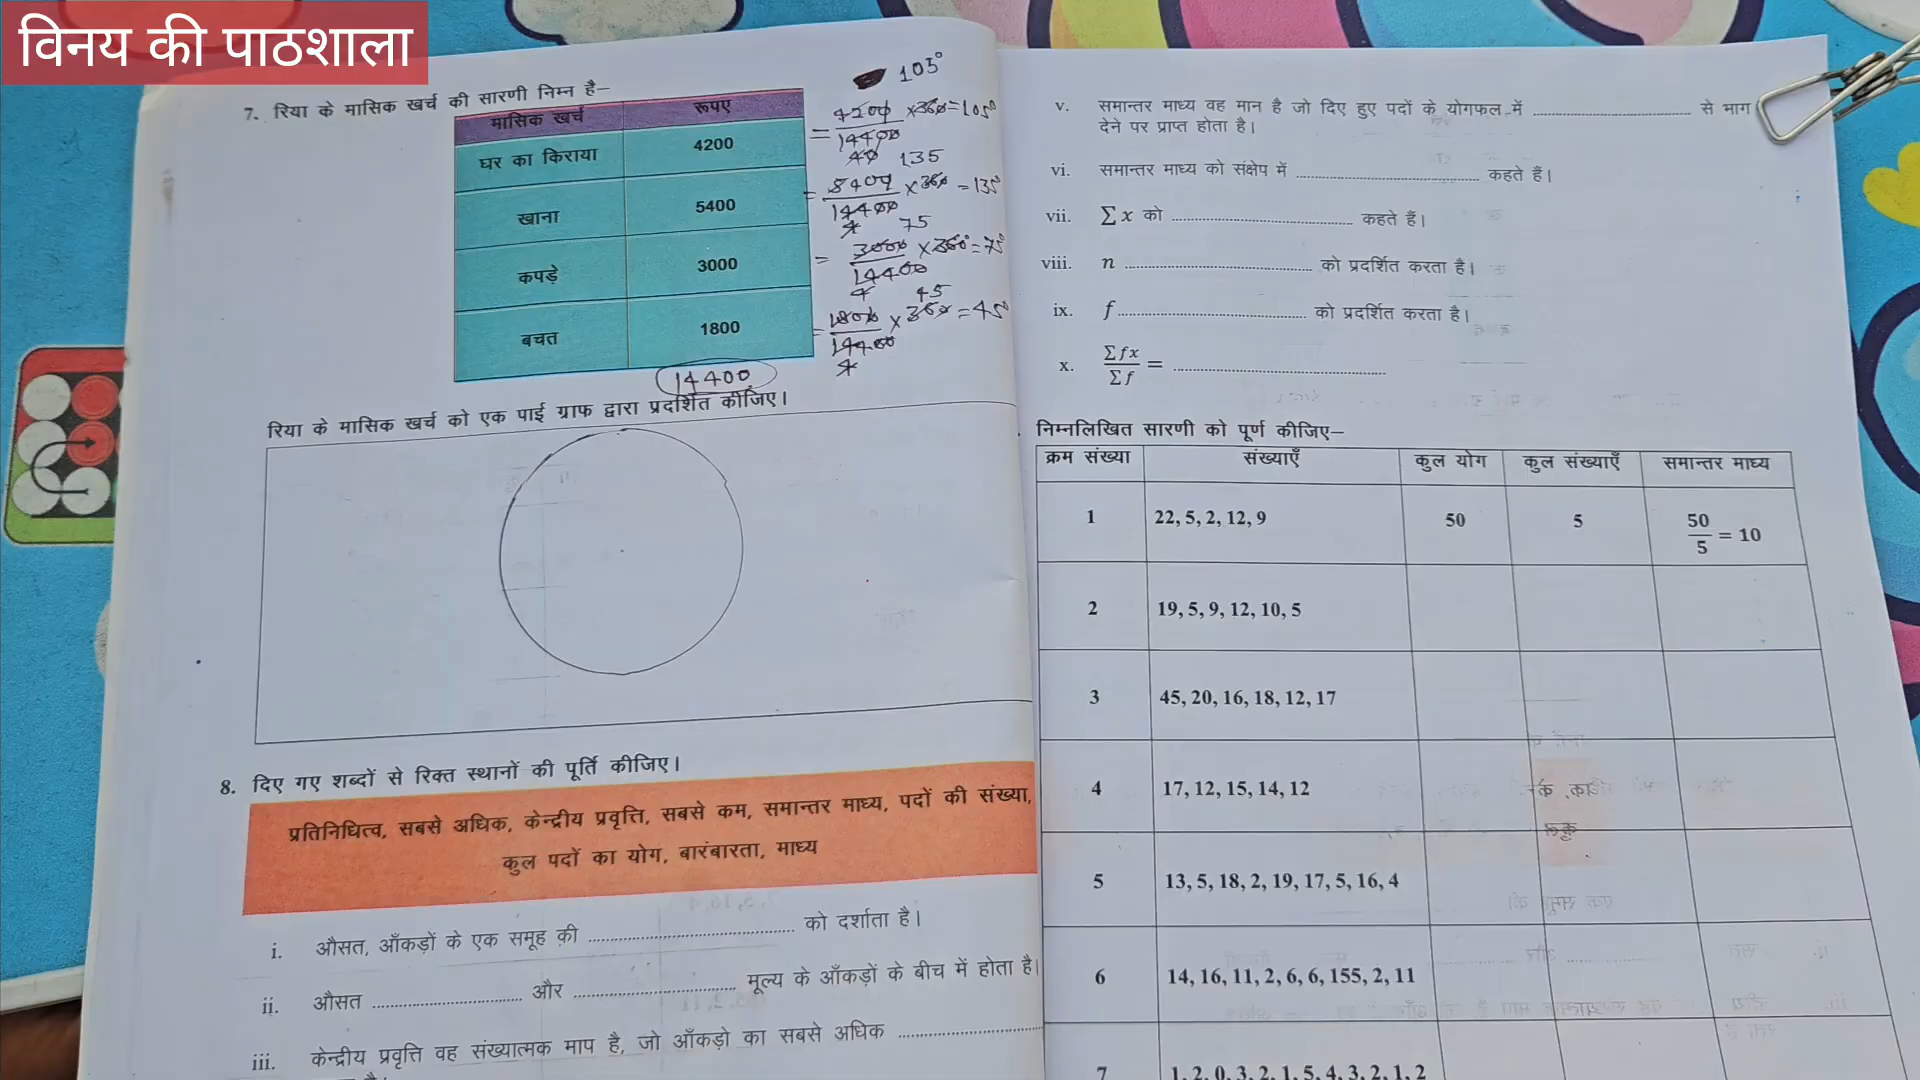 विनय की पाठशाला
7. रिया के मासिक खर्च की सारणी निम्न है–
मासिक खर्च रूपए
घर का किराया 4200
खाना 5400
कपड़े 3000
बचत 1800
14400
105°
4200/14400 × 360 = 105°
40 135
5400/14400 × 360 = 135°
4 75
= 3000/14400 × 360° = 75°
4 45
= 1800/14400 × 360 = 45°
4
रिया के मासिक खर्च को एक पाई ग्राफ द्वारा प्रदर्शित कीजिए।
8. दिए गए शब्दों से रिक्त स्थानों की पूर्ति कीजिए।
प्रतिनिधित्व, सबसे अधिक, केन्द्रीय प्रवृत्ति, सबसे कम, समान्तर माध्य, पदों की संख्या,
कुल पदों का योग, बारंबारता, माध्य
i. औसत, आँकड़ों के एक समूह की ........ को दर्शाता है।
ii. औसत ........ और ........ मूल्य के आँकड़ों के बीच में होता है।
iii. केन्द्रीय प्रवृत्ति वह संख्यात्मक माप है, जो आँकड़ो का सबसे अधिक ........
v. समान्तर माध्य वह मान है जो दिए हुए पदों के योगफल में ........ से भाग
देने पर प्राप्त होता है।
vi. समान्तर माध्य को संक्षेप में ........ कहते हैं।
vii. ∑x को ........ कहते हैं।
viii. n ........ को प्रदर्शित करता है।
ix. f ........ को प्रदर्शित करता है।
x. ∑fx/∑f = ........
निम्नलिखित सारणी को पूर्ण कीजिए–
क्रम संख्या संख्याएँ कुल योग कुल संख्याएँ समान्तर माध्य
1 22, 5, 2, 12, 9 50 5 50/5 = 10
2 19, 5, 9, 12, 10, 5
3 45, 20, 16, 18, 12, 17
4 17, 12, 15, 14, 12
5 13, 5, 18, 2, 19, 17, 5, 16, 4
6 14, 16, 11, 2, 6, 6, 155, 2, 11
7 1, 2, 0, 3, 2, 1, 5, 4, 3, 2, 1, 2